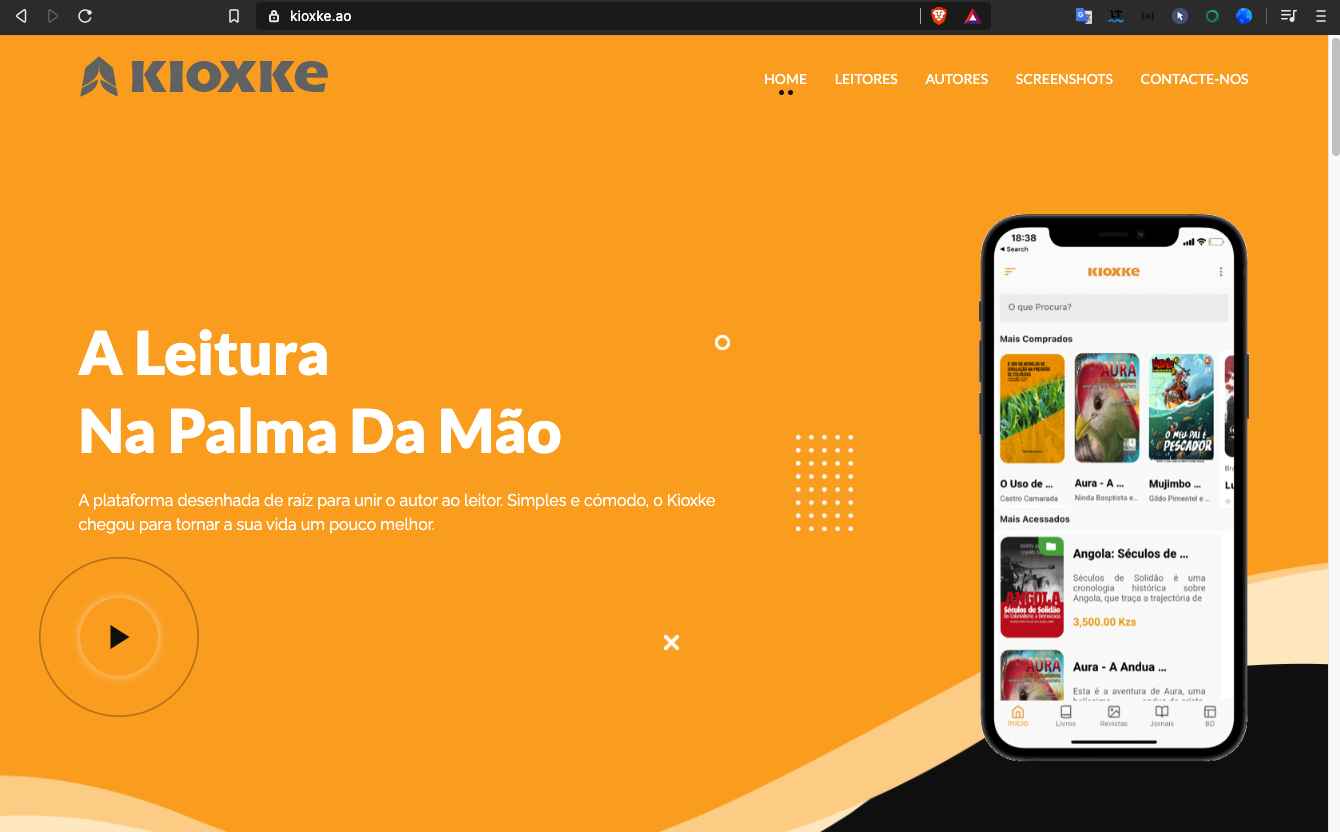 kioxke.ao
KIOXKE
HOME LEITORES AUTORES SCREENSHOTS CONTACTE-NOS
A Leitura
Na Palma Da Mão
A plataforma desenhada de raíz para unir o autor ao leitor. Simples e cómodo, o Kioxke
chegou para tornar a sua vida um pouco melhor.
18:38
Search
KIOXKE
O que Procura?
Mais Comprados
AURA
O MEU PAI É
PESCADOR
O Uso de ... Aura - A ... Mujimbo ...
Castro Camarada Ninda Basptista e.. Gildo Pimentel e ...
Mais Acessados
ANGOLA
Séculos de Solidão
Do Colonialismo à Democracia
Angola: Séculos de ...
Séculos de Solidão é uma
cronologia histórica sobre
Angola, que traça a trajectória de
3,500.00 Kzs
AURA
Aura - A Andua ...
Esta é a aventura de Aura, uma
Início Livros Revistas Jornais BD